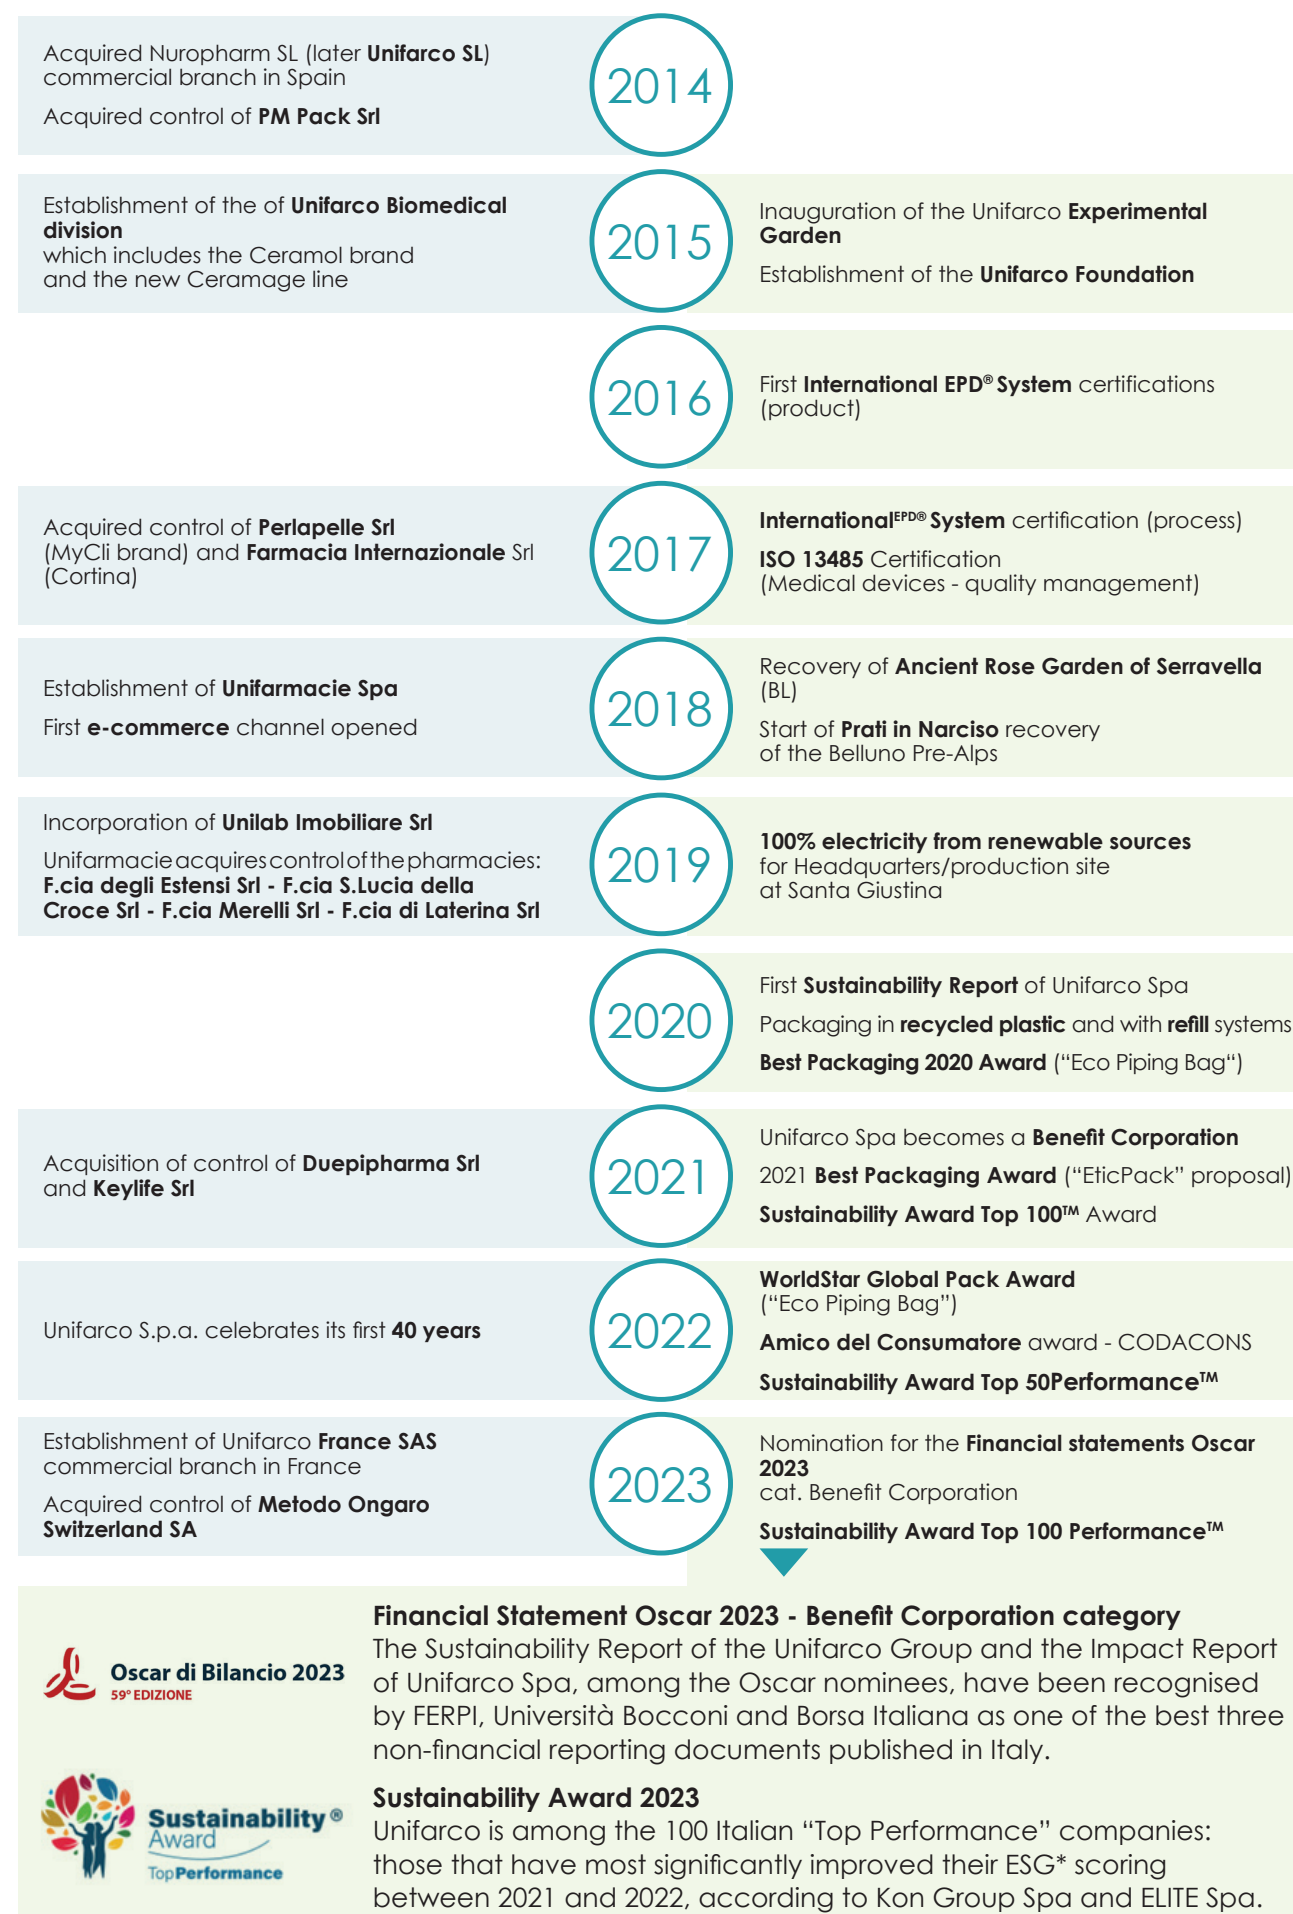 Acquired Nuropharm SL (later Unifarco SL)
commercial branch in Spain
Acquired control of PM Pack Srl
2014
Establishment of the of Unifarco Biomedical
division
which includes the Ceramol brand
and the new Ceramage line
2015
Inauguration of the Unifarco Experimental
Garden
Establishment of the Unifarco Foundation
2016
First International EPD® System certifications
(product)
Acquired control of Perlapelle Srl
(MyCli brand) and Farmacia Internazionale Srl
(Cortina)
2017
International EPD® System certification (process)
ISO 13485 Certification
(Medical devices - quality management)
Establishment of Unifarmacie Spa
First e-commerce channel opened
2018
Recovery of Ancient Rose Garden of Serravella
(BL)
Start of Prati in Narciso recovery
of the Belluno Pre-Alps
Incorporation of Unilab Imobiliare Srl
Unifarmacie acquires control of the pharmacies:
F.cia degli Estensi Srl - F.cia S.Lucia della
Croce Srl - F.cia Merelli Srl - F.cia di Laterina Srl
2019
100% electricity from renewable sources
for Headquarters/production site
at Santa Giustina
2020
First Sustainability Report of Unifarco Spa
Packaging in recycled plastic and with refill systems
Best Packaging 2020 Award (“Eco Piping Bag“)
Acquisition of control of Duepipharma Srl
and Keylife Srl
2021
Unifarco Spa becomes a Benefit Corporation
2021 Best Packaging Award (“EticPack” proposal)
Sustainability Award Top 100™ Award
Unifarco S.p.a. celebrates its first 40 years
2022
WorldStar Global Pack Award
(“Eco Piping Bag”)
Amico del Consumatore award - CODACONS
Sustainability Award Top 50Performance™
Establishment of Unifarco France SAS
commercial branch in France
Acquired control of Metodo Ongaro
Switzerland SA
2023
Nomination for the Financial statements Oscar
2023
cat. Benefit Corporation
Sustainability Award Top 100 Performance™
Oscar di Bilancio 2023
59° EDIZIONE
Financial Statement Oscar 2023 - Benefit Corporation category
The Sustainability Report of the Unifarco Group and the Impact Report
of Unifarco Spa, among the Oscar nominees, have been recognised
by FERPI, Università Bocconi and Borsa Italiana as one of the best three
non-financial reporting documents published in Italy.
Sustainability ®
Award
TopPerformance
Sustainability Award 2023
Unifarco is among the 100 Italian “Top Performance” companies:
those that have most significantly improved their ESG* scoring
between 2021 and 2022, according to Kon Group Spa and ELITE Spa.